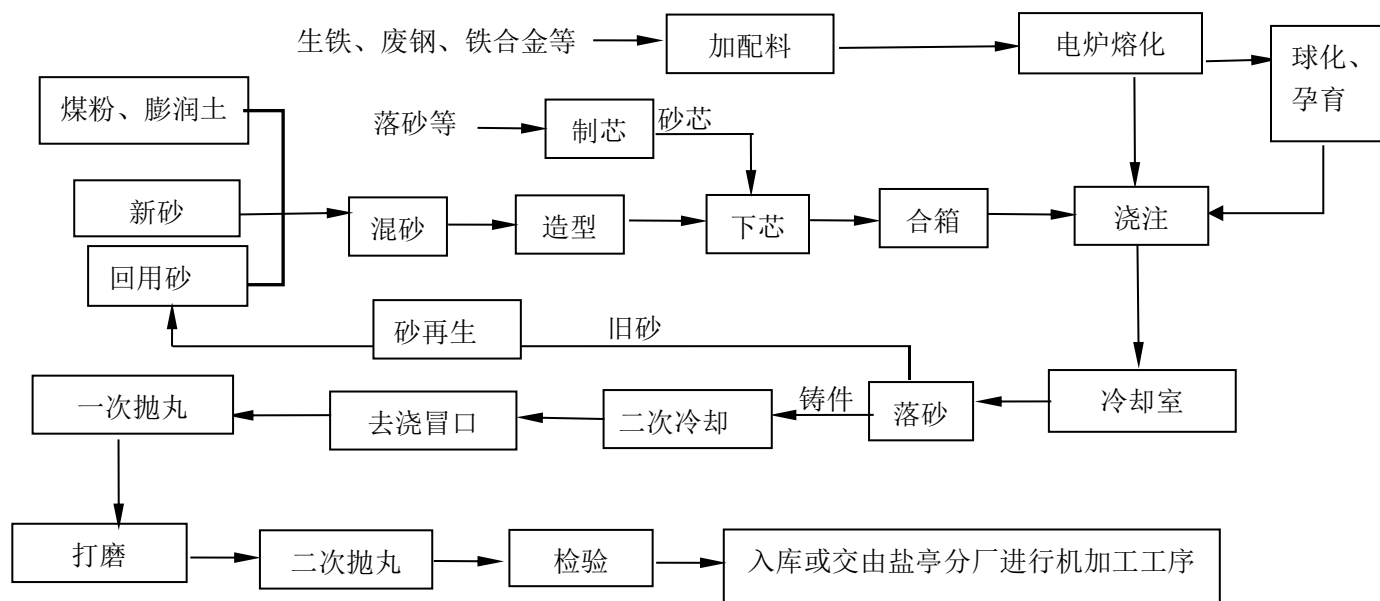 生铁、废钢、铁合金等
加配料
电炉熔化
球化、
孕育
煤粉、膨润土
落砂等
制芯
砂芯
新砂
混砂
造型
下芯
合箱
浇注
回用砂
砂再生
旧砂
一次抛丸
去浇冒口
二次冷却
铸件
落砂
冷却室
打磨
二次抛丸
检验
入库或交由盐亭分厂进行机加工工序